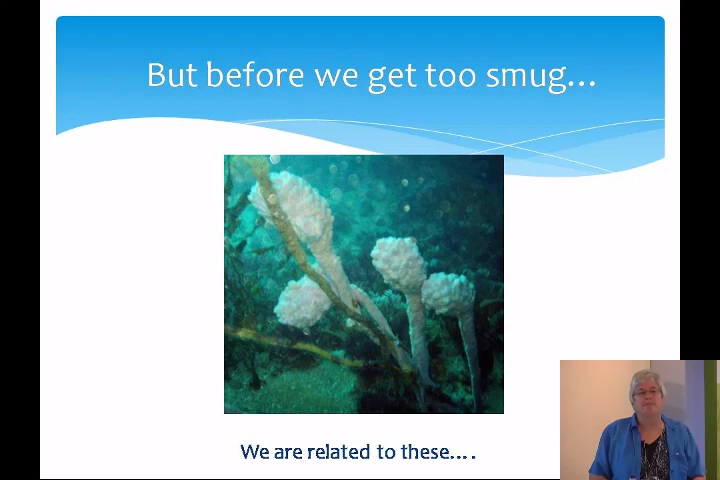 But before we get too smug…
We are related to these….